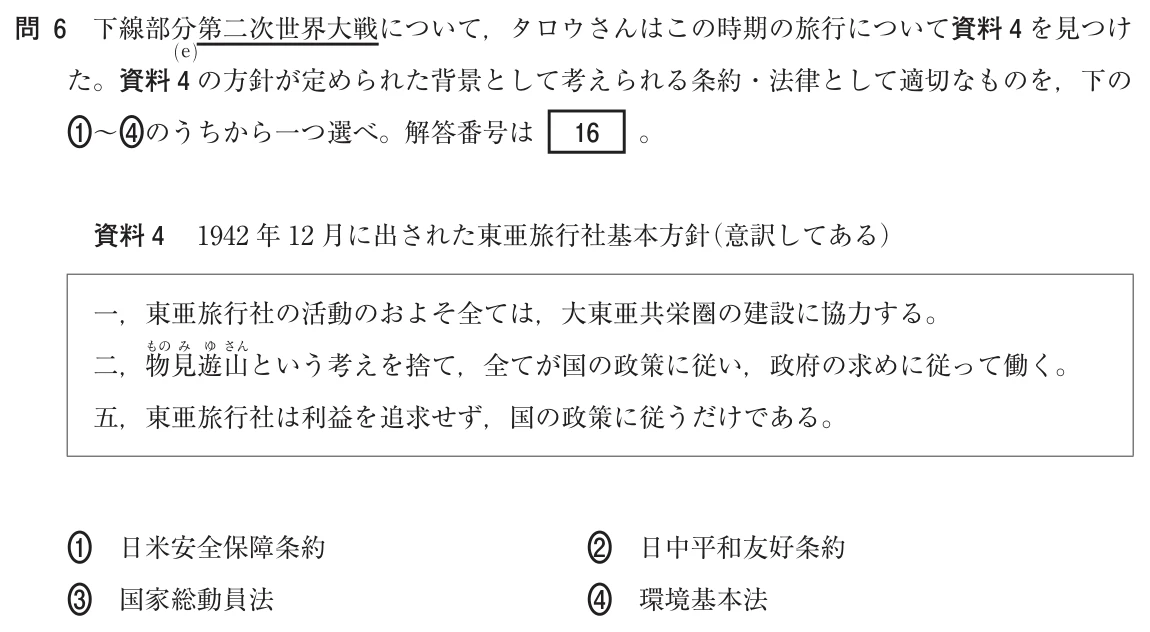 問 6 下線部分第二次世界大戦について，タロウさんはこの時期の旅行について資料4を見つけ
(e)
た。資料4の方針が定められた背景として考えられる条約・法律として適切なものを，下の
①～④のうちから一つ選べ。解答番号は 16 。
資料4 1942年12月に出された東亜旅行社基本方針(意訳してある)
一，東亜旅行社の活動のおよそ全ては，大東亜共栄圏の建設に協力する。
ものみゆさん
二，物見遊山という考えを捨て，全てが国の政策に従い，政府の求めに従って働く。
五，東亜旅行社は利益を追求せず，国の政策に従うだけである。
① 日米安全保障条約 ② 日中平和友好条約
③ 国家総動員法 ④ 環境基本法